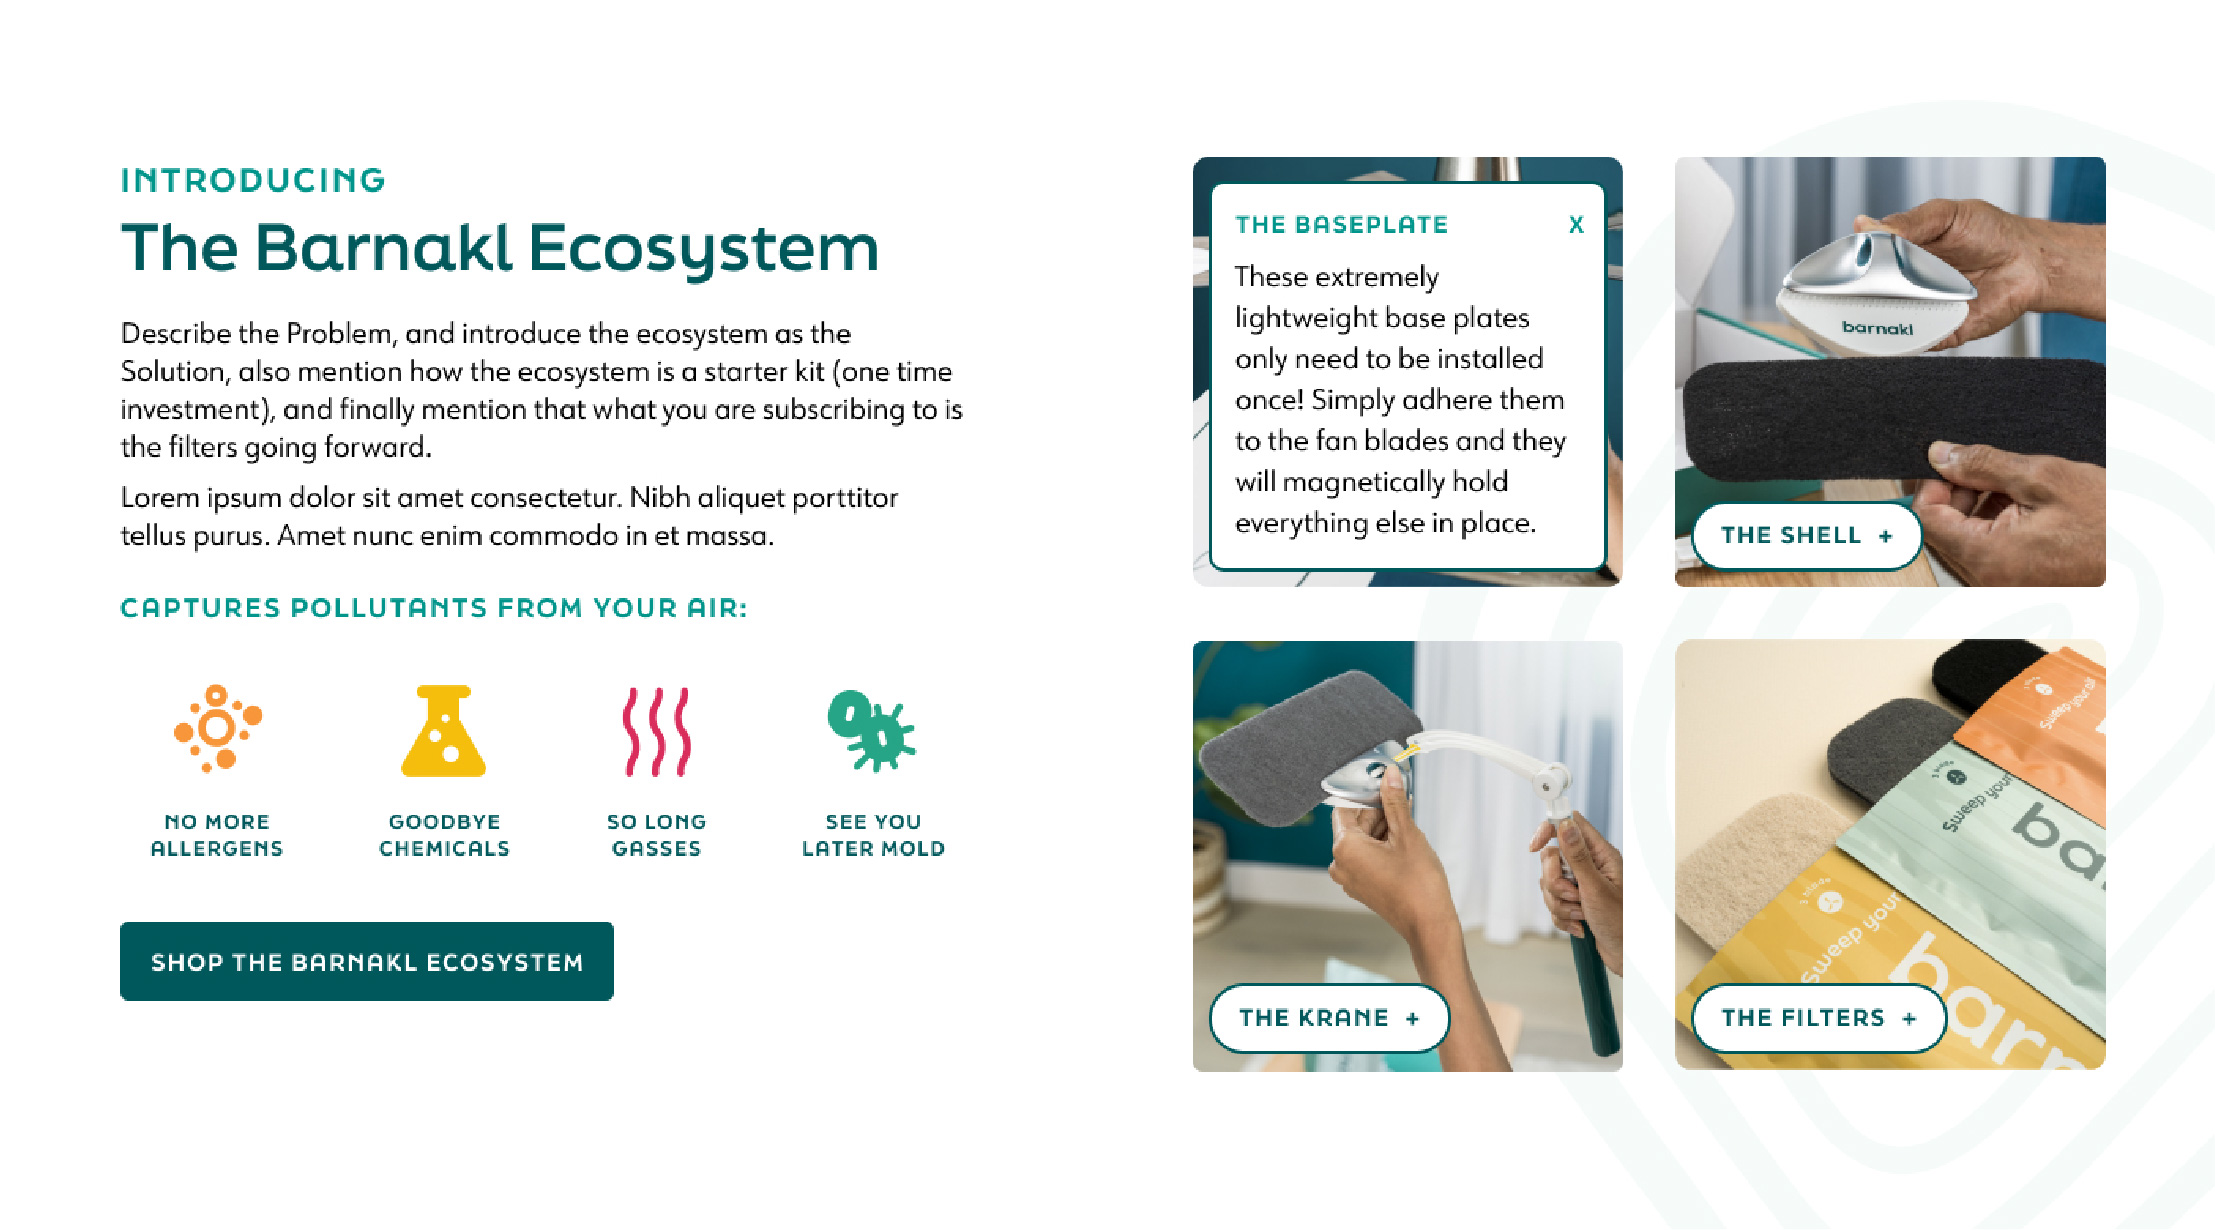 INTRODUCING
The Barnakl Ecosystem
Describe the Problem, and introduce the ecosystem as the
Solution, also mention how the ecosystem is a starter kit (one time
investment), and finally mention that what you are subscribing to is
the filters going forward.
Lorem ipsum dolor sit amet consectetur. Nibh aliquet porttitor
tellus purus. Amet nunc enim commodo in et massa.
CAPTURES POLLUTANTS FROM YOUR AIR:
NO MORE
ALLERGENS
GOODBYE
CHEMICALS
SO LONG
GASSES
SEE YOU
LATER MOLD
SHOP THE BARNAKL ECOSYSTEM
THE BASEPLATE X
These extremely
lightweight base plates
only need to be installed
once! Simply adhere them
to the fan blades and they
will magnetically hold
everything else in place.
barnakl
THE SHELL +
THE KRANE +
Sweep your air
Sweep your
ba
Sweep your
barn
THE FILTERS +